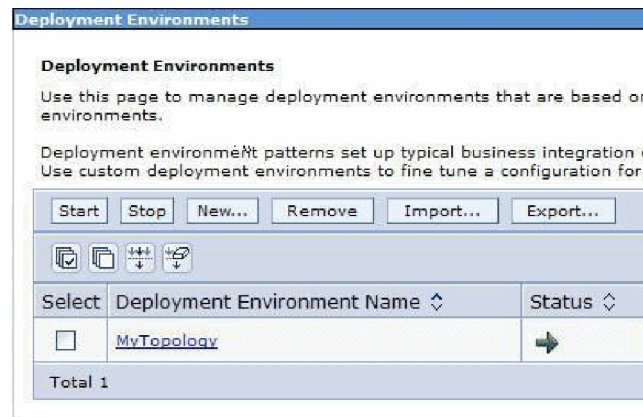 Deployment Environments
Deployment Environments
Use this page to manage deployment environments that are based
environments.
Deployment environment patterns set up typical business integration
Use custom deployment environments to fine tune a configuration for
Start Stop New... Remove Import... Export...
Select Deployment Environment Name Status
MyTopology
Total 1